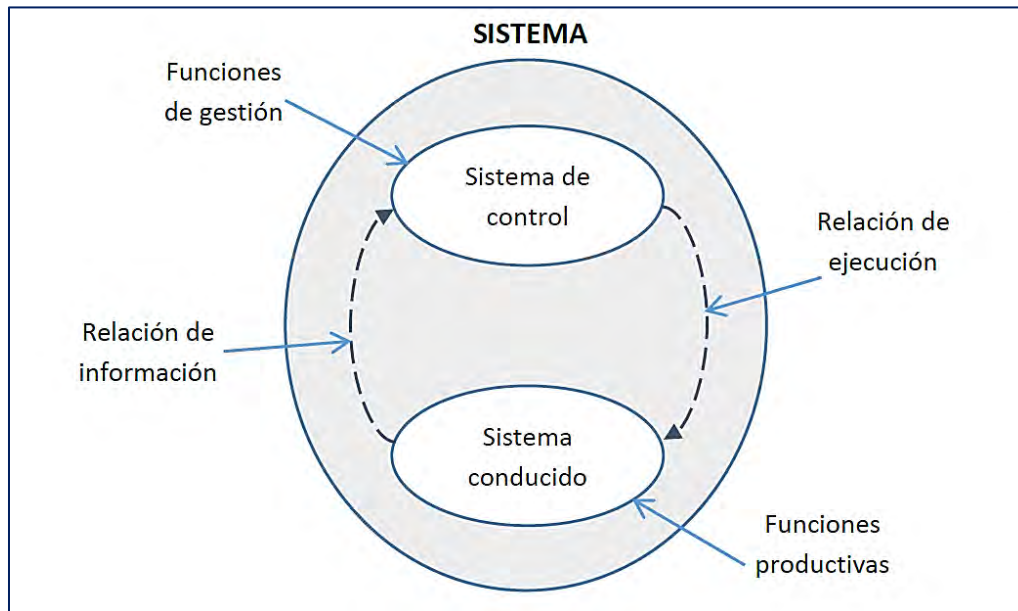 SISTEMA
Funciones
de gestión
Sistema de
control
Relación de
ejecución
Relación de
información
Sistema
conducido
Funciones
productivas